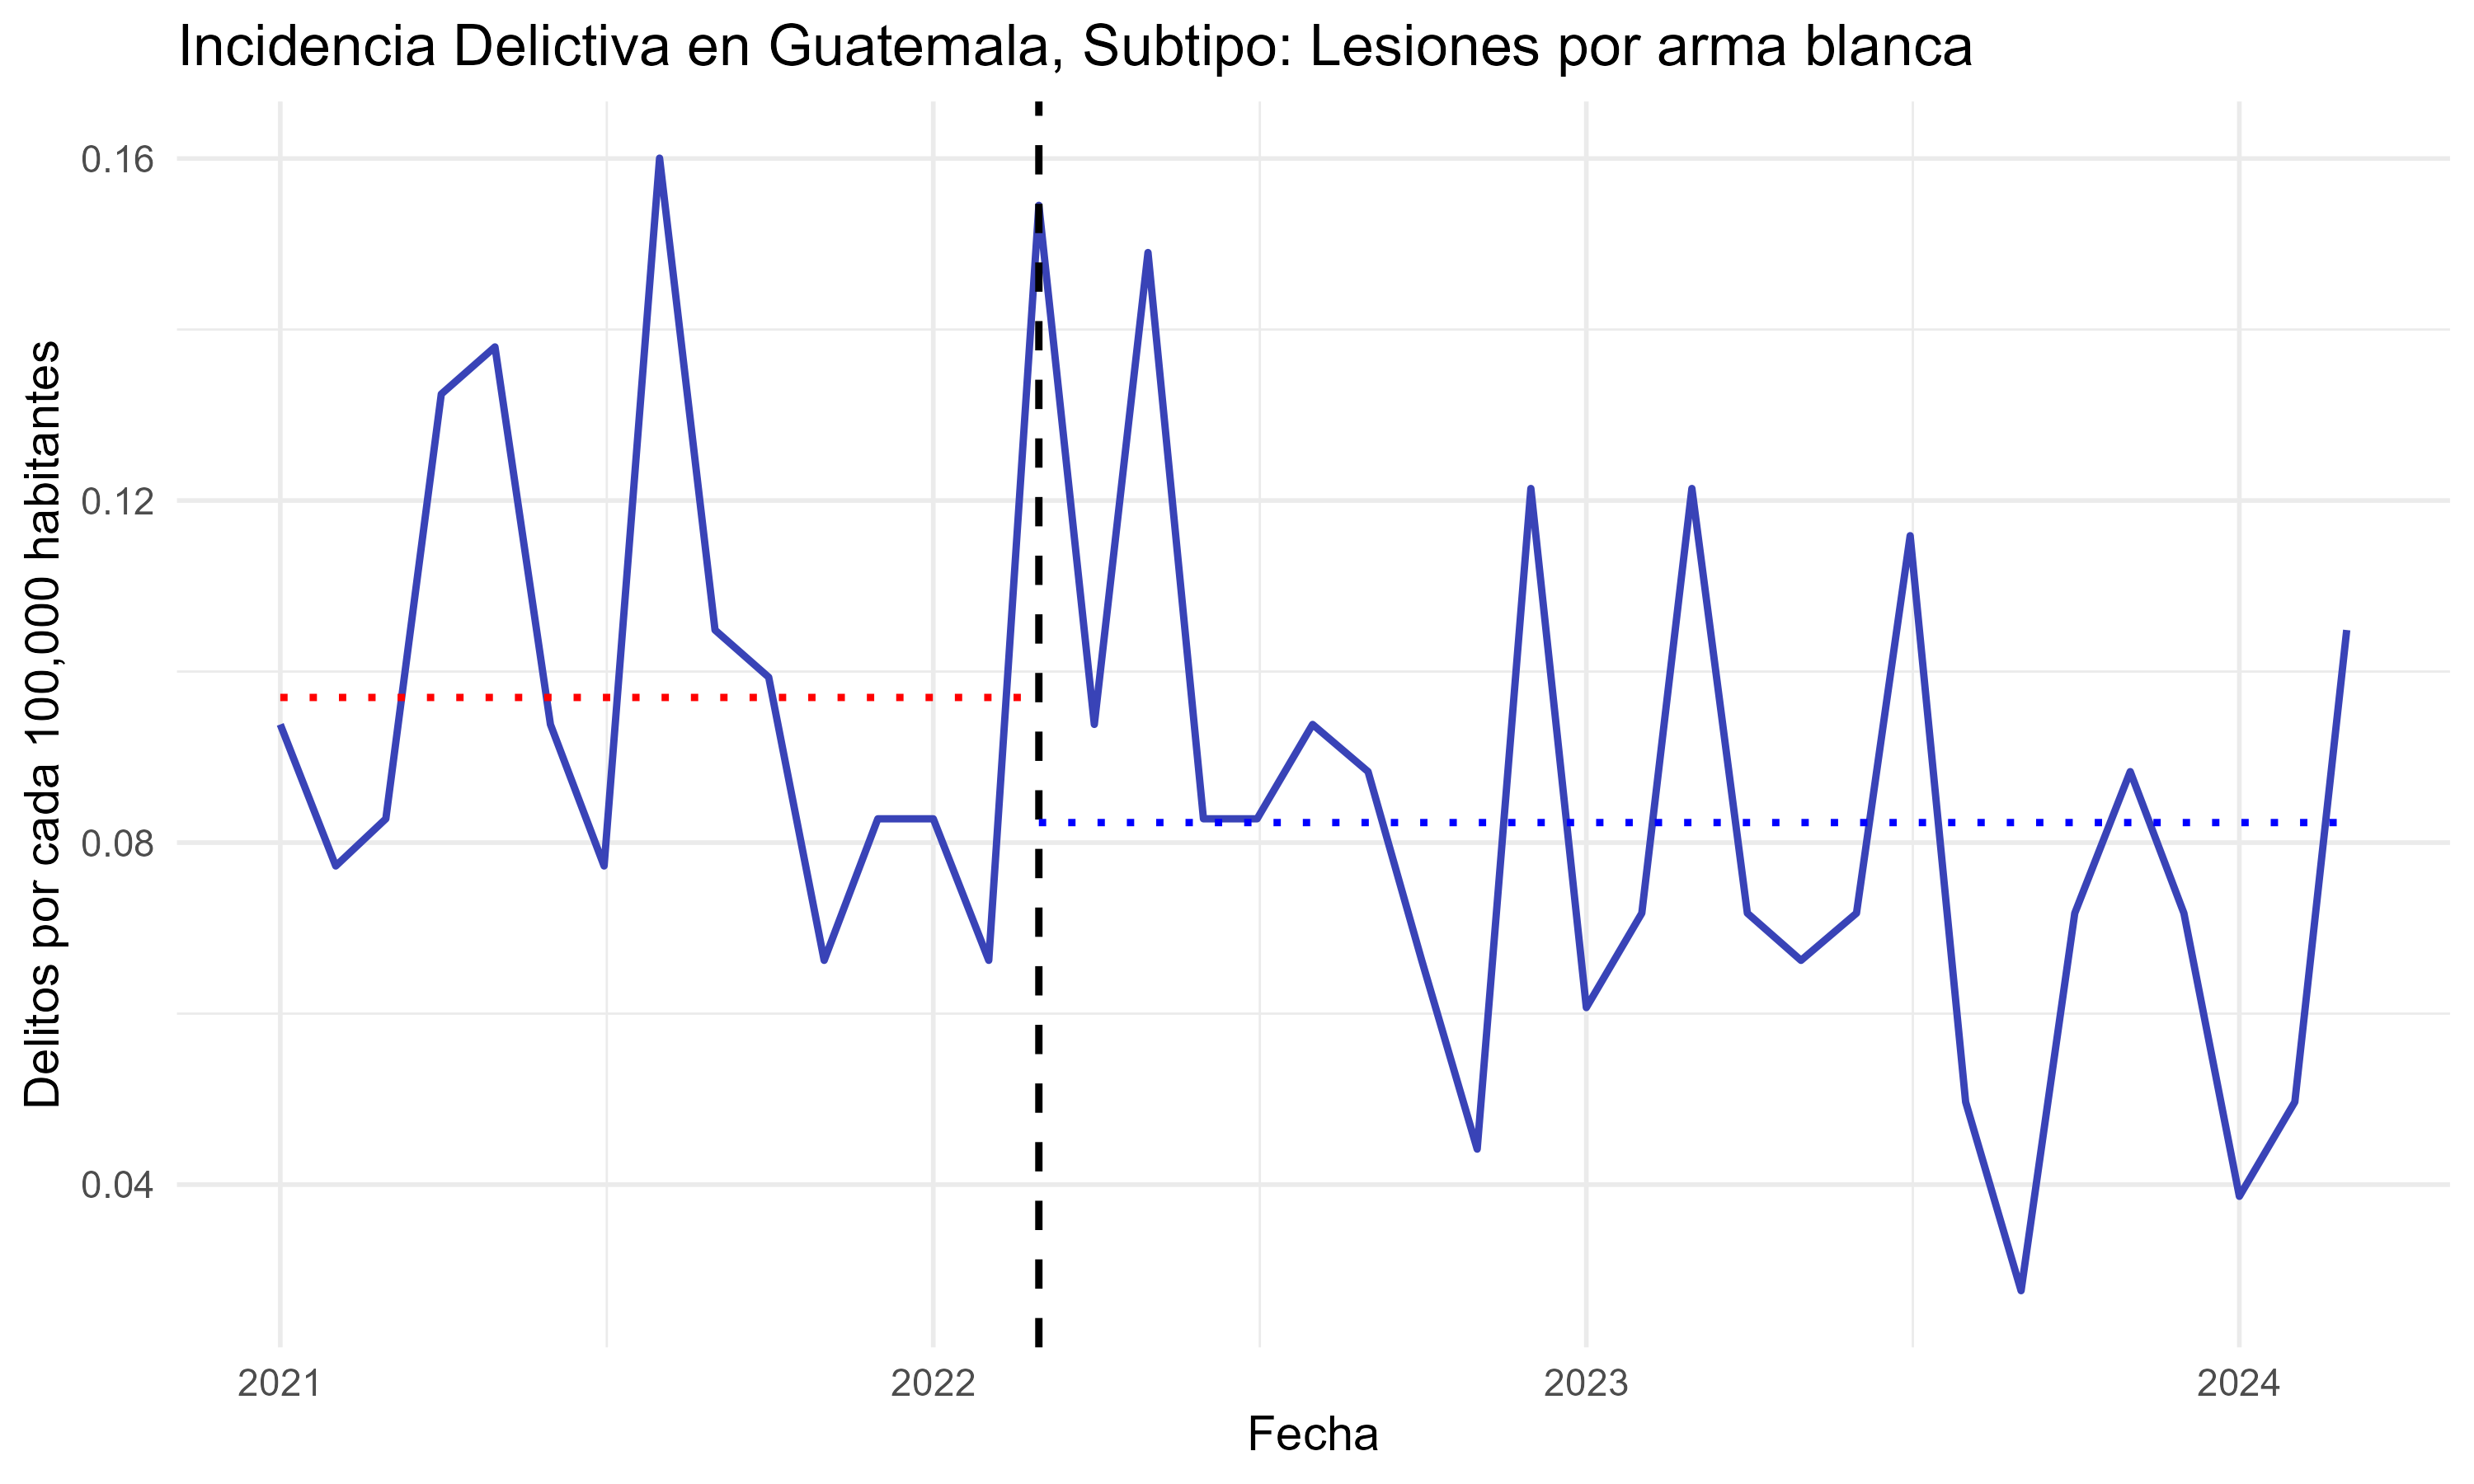 Incidencia Delictiva en Guatemala, Subtipo: Lesiones por arma blanca
Delitos por cada 100,000 habitantes
0.16
0.12
0.08
0.04
2021
2022
2023
2024
Fecha